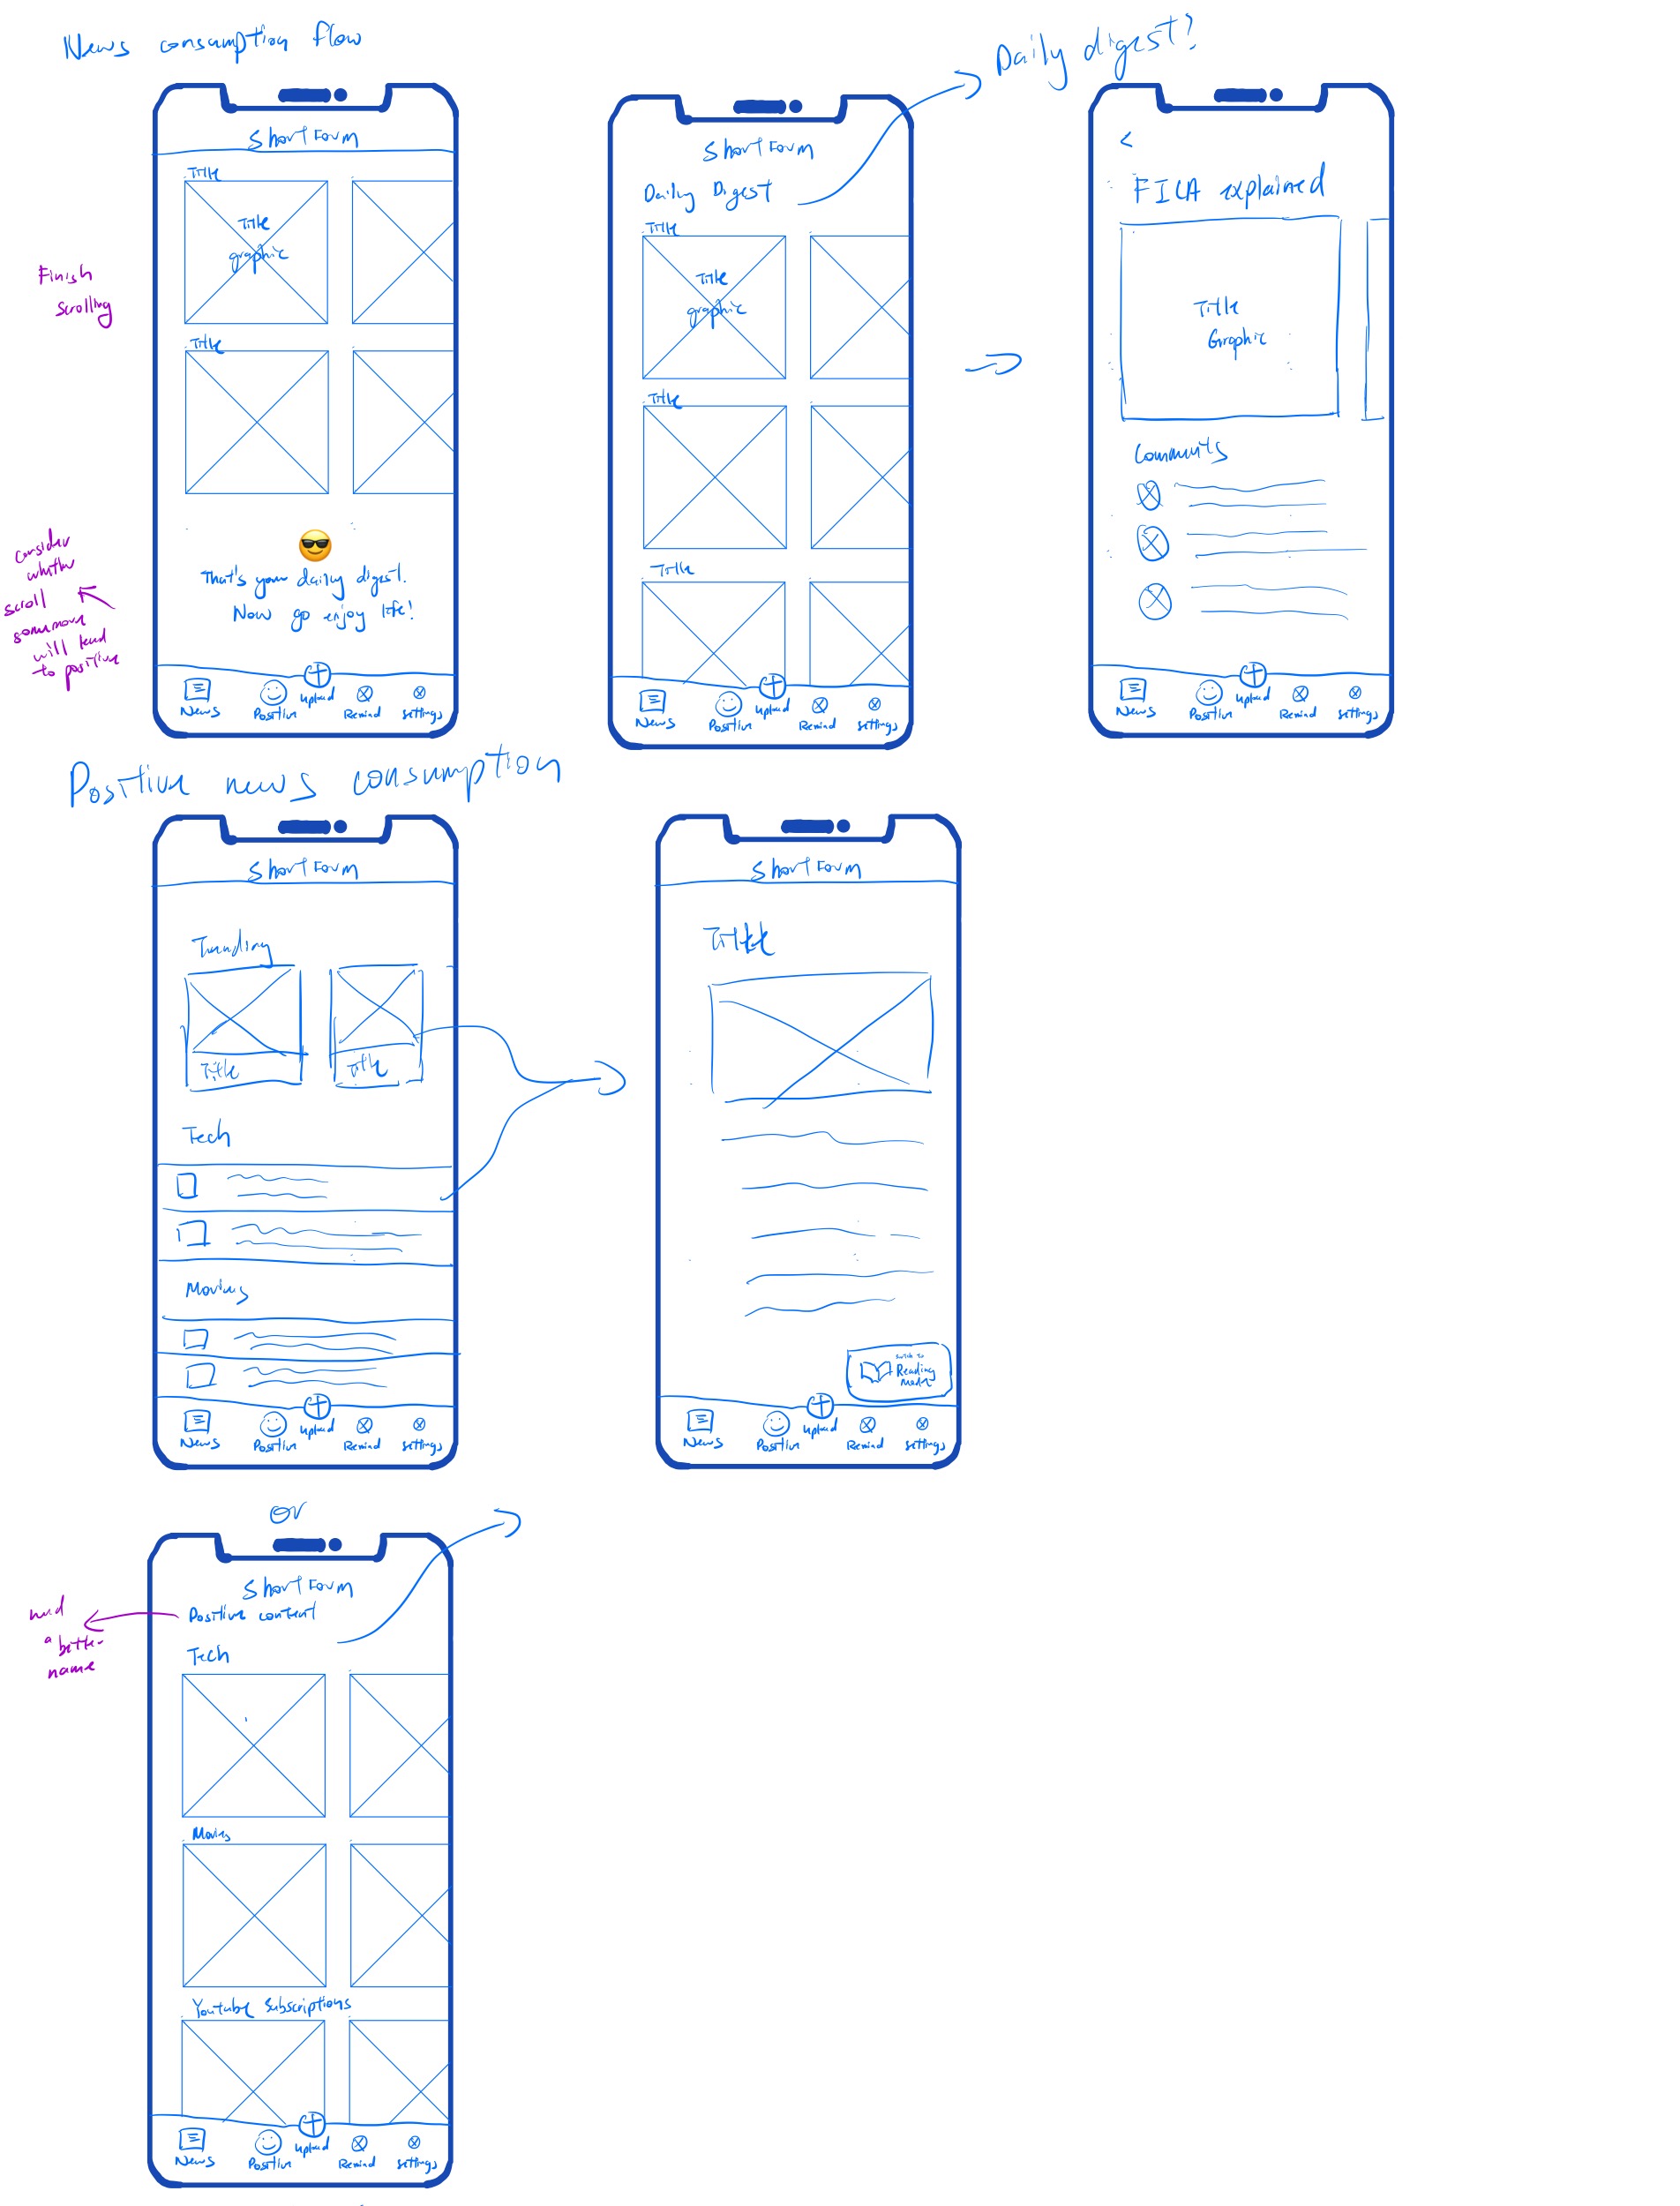 News consumption flow
Daily digest?
Finish
scrolling
consider
whether
scroll
somemore
will lead
to positive
Short Form
Title
Title
graphic
Title
😎
That's your daily digest.
Now go enjoy life!
News
Positive
Upload
Remind
Settings
Short Form
Daily Digest
Title
Title
graphic
Title
Title
News
Positive
Upload
Remind
Settings
<
explained
Title
Graphic
Comments
News
Positive
Upload
Remind
Settings
Positive news consumption
Short Form
Trending
Title
Title
Tech
Movies
News
Positive
Upload
Remind
Settings
Short Form
Title
Switch to
Reading
mode
News
Positive
Upload
Remind
Settings
or
need
a better
name
Short Form
Positive content
Tech
Movies
Youtube Subscriptions
News
Positive
Upload
Remind
Settings